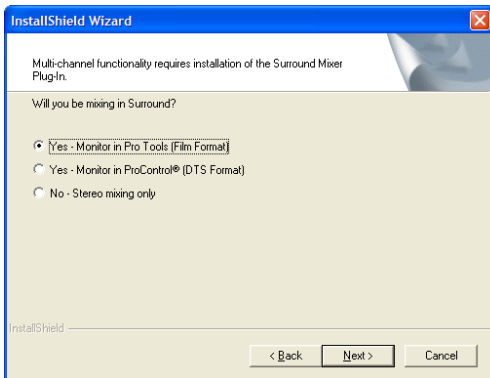 InstallShield Wizard
Multi-channel functionality requires installation of the Surround Mixer
Plug-In.
Will you be mixing in Surround?
Yes - Monitor in Pro Tools (Film Format)
Yes - Monitor in ProControl® (DTS Format)
No - Stereo mixing only
InstallShield
< Back Next > Cancel